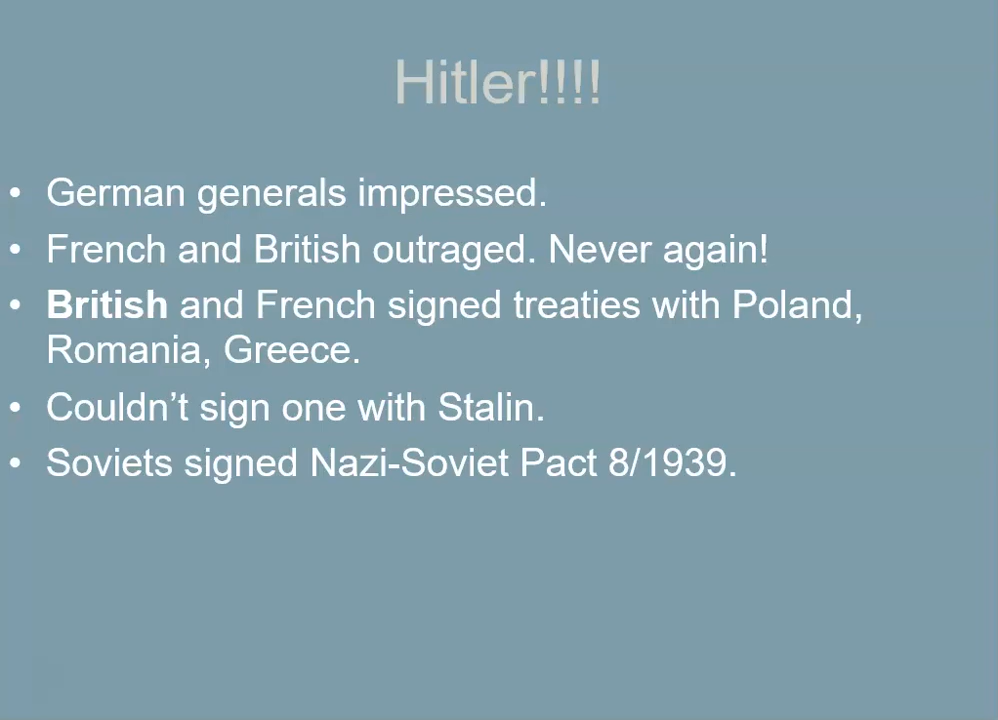 Hitler!!!!
• German generals impressed.
• French and British outraged. Never again!
• British and French signed treaties with Poland,
Romania, Greece.
• Couldn’t sign one with Stalin.
• Soviets signed Nazi-Soviet Pact 8/1939.